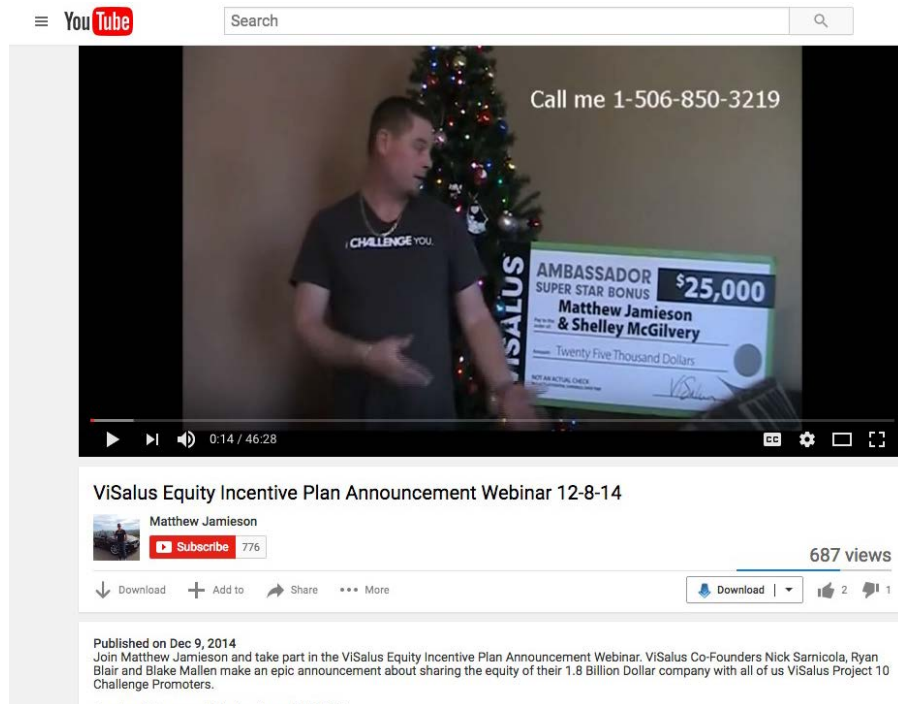 YouTube
Search
Call me 1-506-850-3219
I CHALLENGE YOU.
VISALUS
AMBASSADOR
SUPER STAR BONUS $25,000
Matthew Jamieson
& Shelley McGilvery
Twenty Five Thousand Dollars
NOT AN ACTUAL CHECK
ViSalus
0:14 / 46:28
CC
ViSalus Equity Incentive Plan Announcement Webinar 12-8-14
Matthew Jamieson
Subscribe 776
687 views
Download Add to Share More
Download 2 1
Published on Dec 9, 2014
Join Matthew Jamieson and take part in the ViSalus Equity Incentive Plan Announcement Webinar. ViSalus Co-Founders Nick Sarnicola, Ryan
Blair and Blake Mallen make an epic announcement about sharing the equity of their 1.8 Billion Dollar company with all of us ViSalus Project 10
Challenge Promoters.